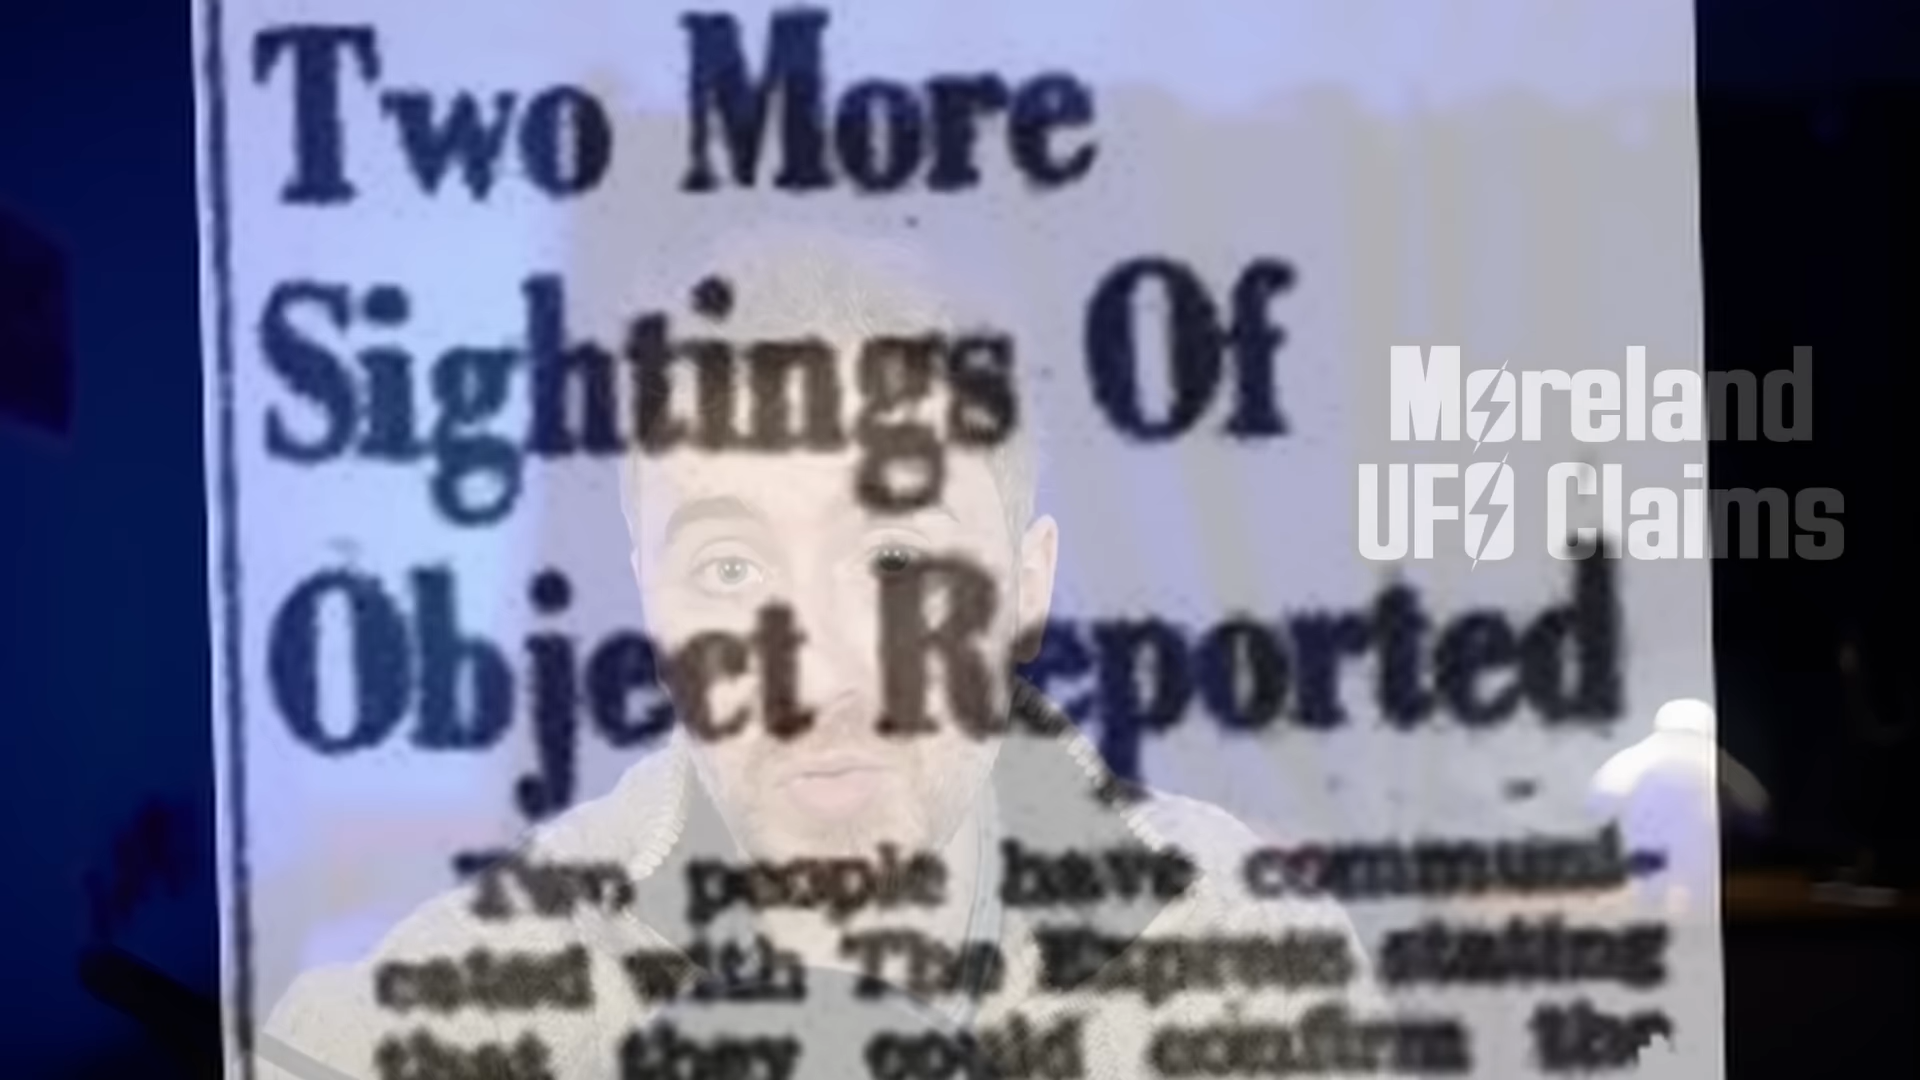 Two More
Sightings Of
Object Reported
Two people have communi-
cated with The Express stating
that they could confirm the
Moreland
UFO Claims